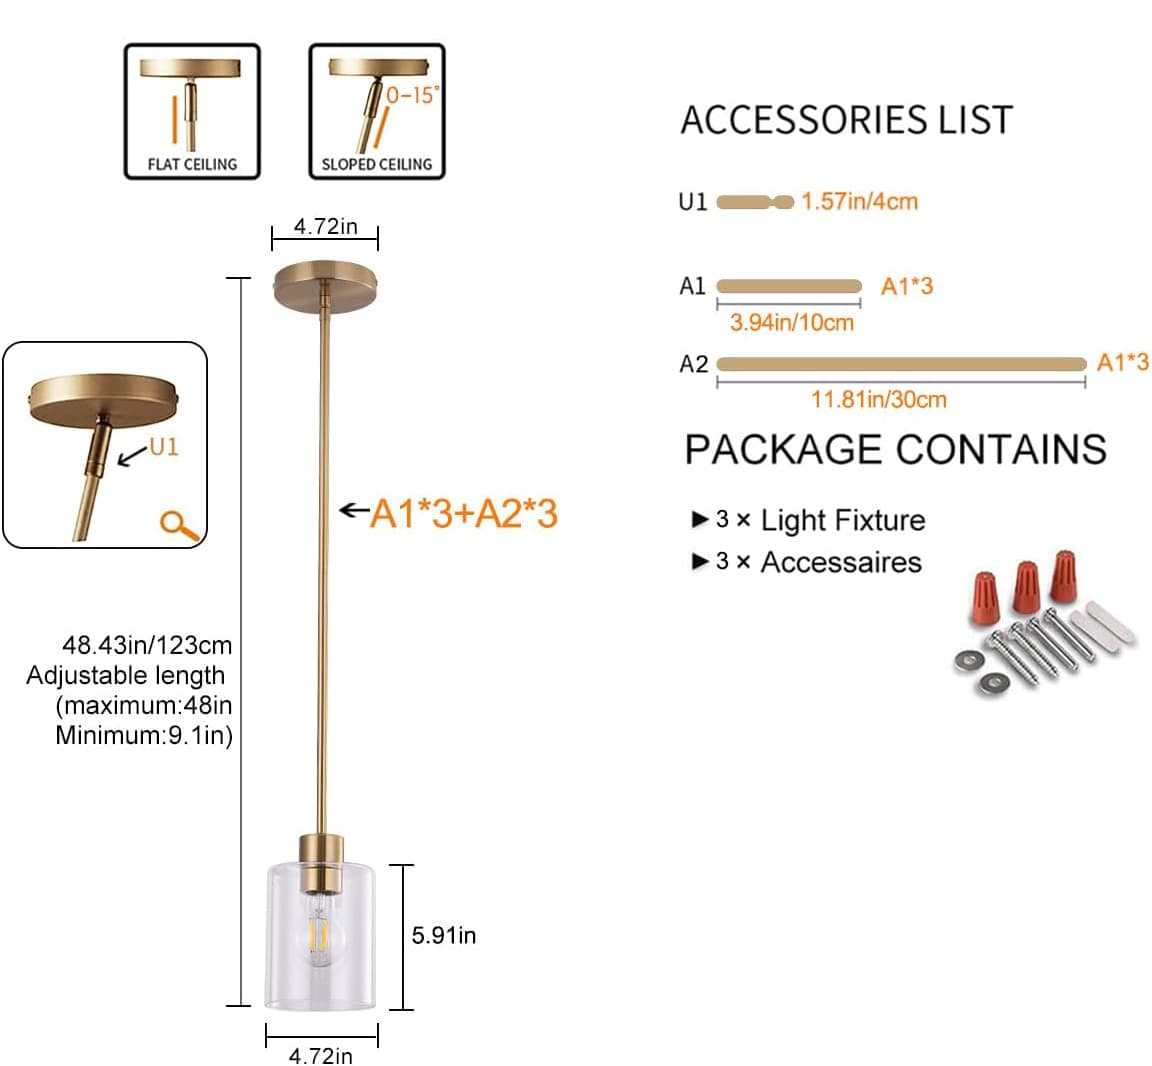 FLAT CEILING
0-15°
SLOPED CEILING
4.72in
U1
A1*3+A2*3
48.43in/123cm
Adjustable length
(maximum:48in
Minimum:9.1in)
5.91in
4.72in
ACCESSORIES LIST
U1 1.57in/4cm
A1 A1*3
3.94in/10cm
A2 A1*3
11.81in/30cm
PACKAGE CONTAINS
►3 × Light Fixture
►3 × Accessaires